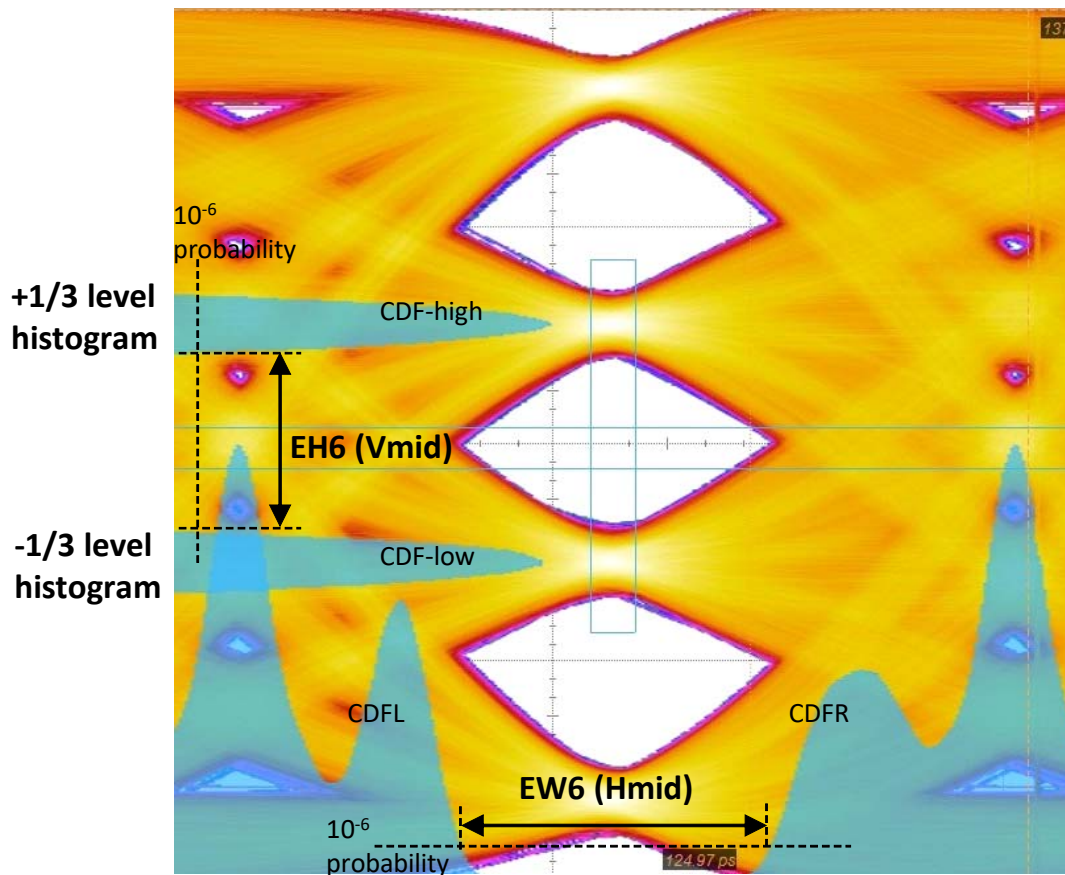 137
10⁻⁶
probability
+1/3 level
histogram
CDF-high
EH6 (Vmid)
-1/3 level
histogram
CDF-low
CDFL
CDFR
EW6 (Hmid)
10⁻⁶
probability
124.97 ps